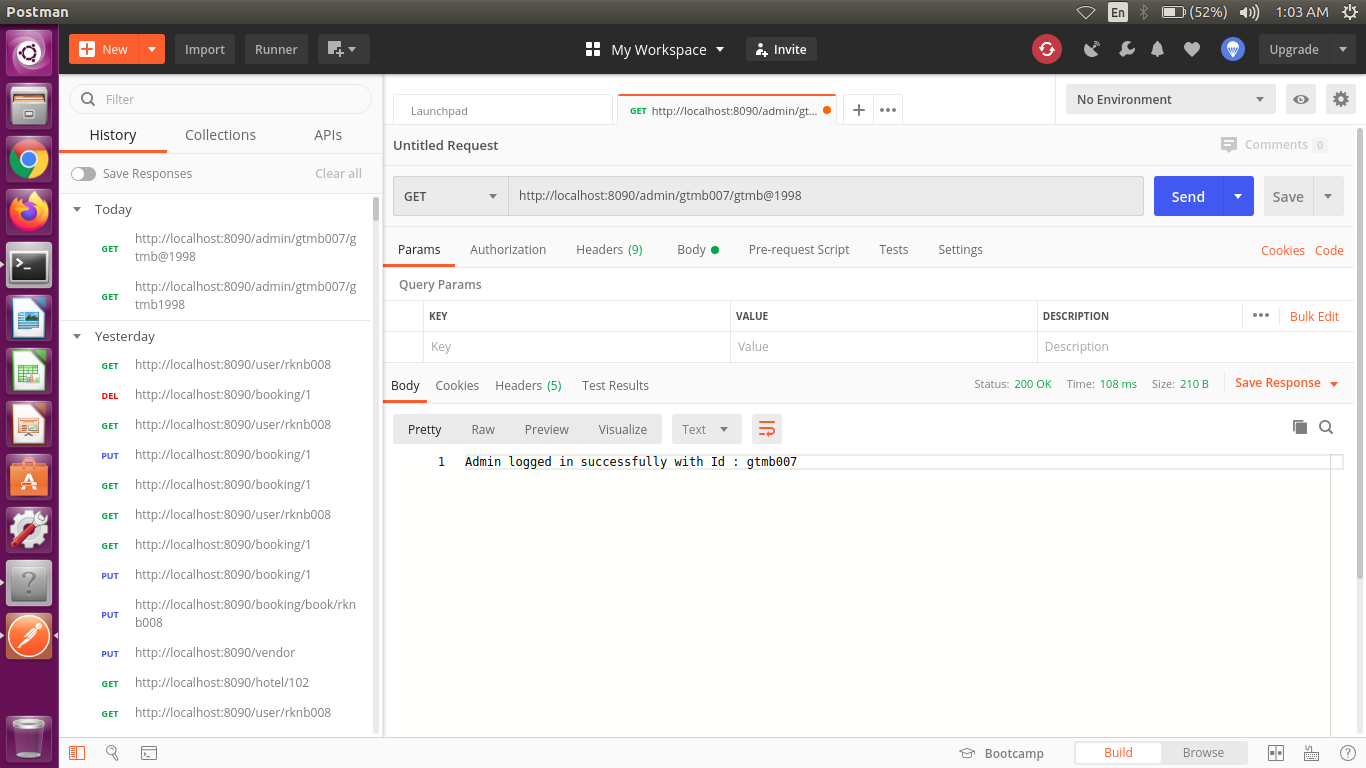 Postman
En
(52%)
1:03 AM
New
Import
Runner
My Workspace
Invite
Upgrade
Filter
History
Collections
APIs
Save Responses
Clear all
Today
GET http://localhost:8090/admin/gtmb007/g
tmb@1998
GET http://localhost:8090/admin/gtmb007/g
tmb1998
Yesterday
GET http://localhost:8090/user/rknb008
DEL http://localhost:8090/booking/1
GET http://localhost:8090/user/rknb008
PUT http://localhost:8090/booking/1
GET http://localhost:8090/booking/1
GET http://localhost:8090/user/rknb008
GET http://localhost:8090/booking/1
PUT http://localhost:8090/booking/1
PUT http://localhost:8090/booking/book/rkn
b008
PUT http://localhost:8090/vendor
GET http://localhost:8090/hotel/102
GET http://localhost:8090/user/rknb008
Launchpad
GET http://localhost:8090/admin/gt...
No Environment
Untitled Request
Comments 0
GET
http://localhost:8090/admin/gtmb007/gtmb@1998
Send
Save
Params
Authorization
Headers (9)
Body
Pre-request Script
Tests
Settings
Cookies
Code
Query Params
KEY
VALUE
DESCRIPTION
Bulk Edit
Key
Value
Description
Body
Cookies
Headers (5)
Test Results
Status: 200 OK
Time: 108 ms
Size: 210 B
Save Response
Pretty
Raw
Preview
Visualize
Text
1 Admin logged in successfully with Id : gtmb007
Bootcamp
Build
Browse